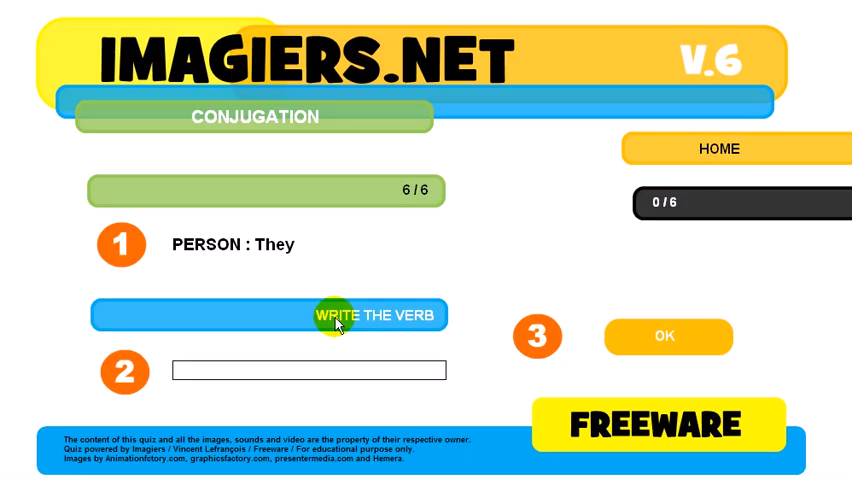 IMAGIERS.NET
V.6
CONJUGATION
HOME
6 / 6
0 / 6
1
PERSON : They
WRITE THE VERB
2
3
OK
FREEWARE
The content of this quiz and all the images, sounds and video are the property of their respective owner.
Quiz powered by Imagiers / Vincent Lefrançois / Freeware / For educational purpose only.
Images by Animationfctory.com, graphicsfactory.com, presentermedia.com and Hemera.